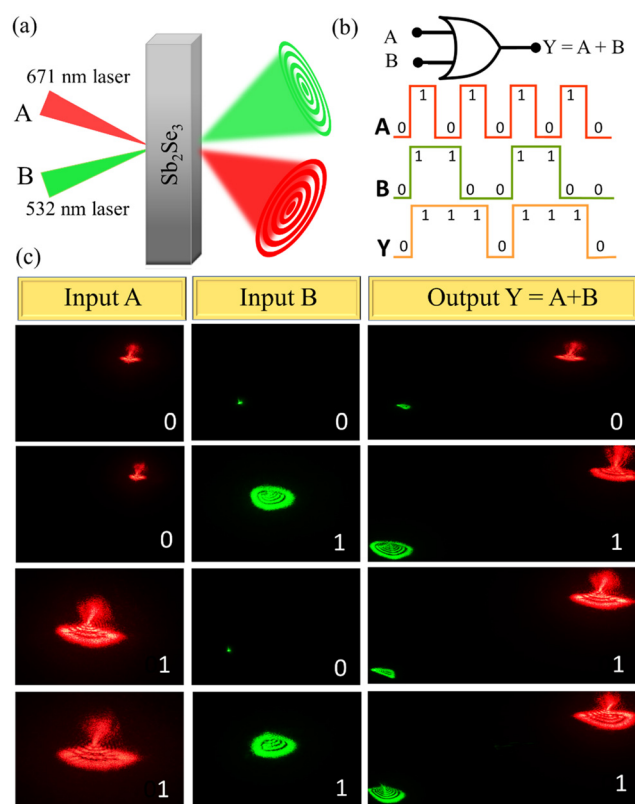 (a)
671 nm laser
A
B
532 nm laser
Sb₂Se₃
(b)
A
B
Y = A + B
A 0 1 0 1 0 1 0 1 0
B 0 1 1 0 0 1 1 0 0
Y 0 1 1 1 0 1 1 1 0
(c)
Input A Input B Output Y = A+B
0 0 0
0 1 1
1 0 1
1 1 1